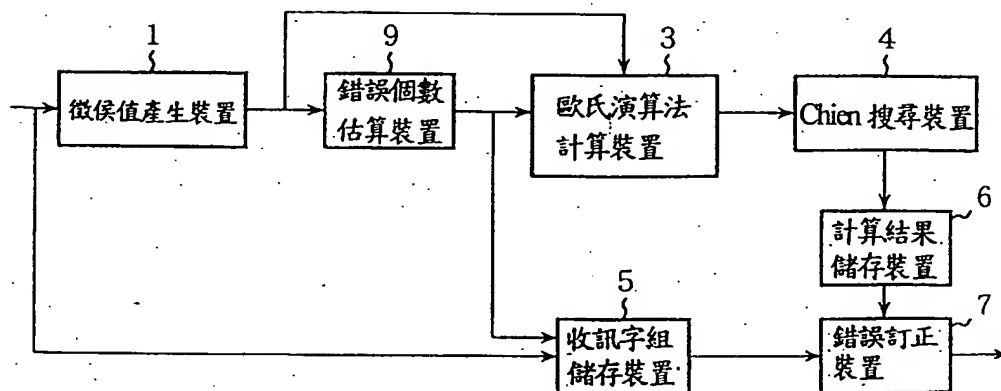 1
徵侯值產生裝置
9
錯誤個數
估算裝置
3
歐氏演算法
計算裝置
4
Chien 搜尋裝置
6
計算結果
儲存裝置
5
收訊字組
儲存裝置
7
錯誤訂正
裝置